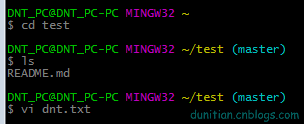 DNT_PC@DNT_PC-PC MINGW32 ~
$ cd test
DNT_PC@DNT_PC-PC MINGW32 ~/test (master)
$ ls
README.md
DNT_PC@DNT_PC-PC MINGW32 ~/test (master)
$ vi dnt.txt
dunition.cnblogs.com